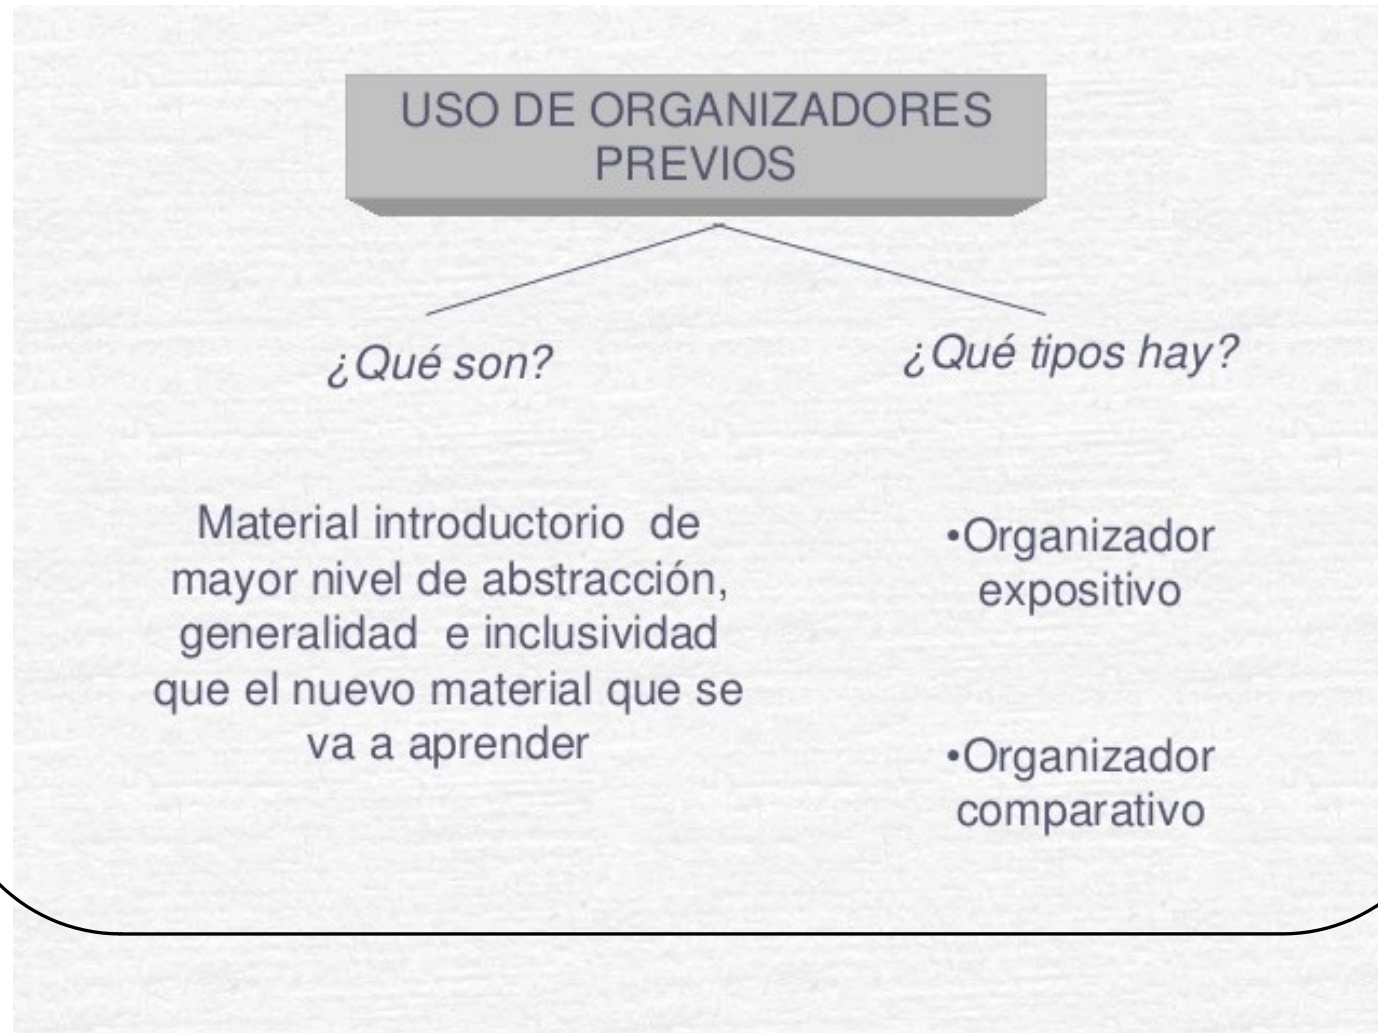 USO DE ORGANIZADORES
PREVIOS
¿Qué son?
¿Qué tipos hay?
Material introductorio de
mayor nivel de abstracción,
generalidad e inclusividad
que el nuevo material que se
va a aprender
•Organizador
expositivo
•Organizador
comparativo